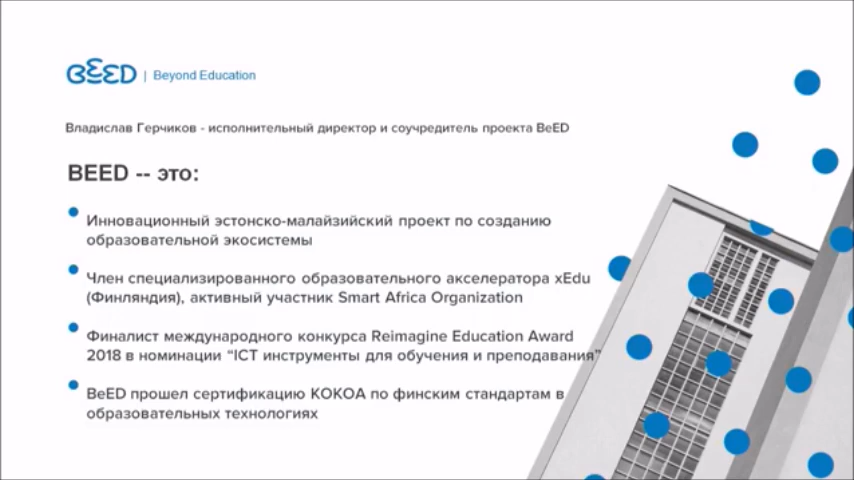 BEED | Beyond Education
Владислав Герчиков - исполнительный директор и соучредитель проекта BeED
BEED -- это:
Инновационный эстонско-малайзийский проект по созданию
образовательной экосистемы
Член специализированного образовательного акселератора xEdu
(Финляндия), активный участник Smart Africa Organization
Финалист международного конкурса Reimagine Education Award
2018 в номинации “ICT инструменты для обучения и преподавания”
BeED прошел сертификацию КОКОА по финским стандартам в
образовательных технологиях